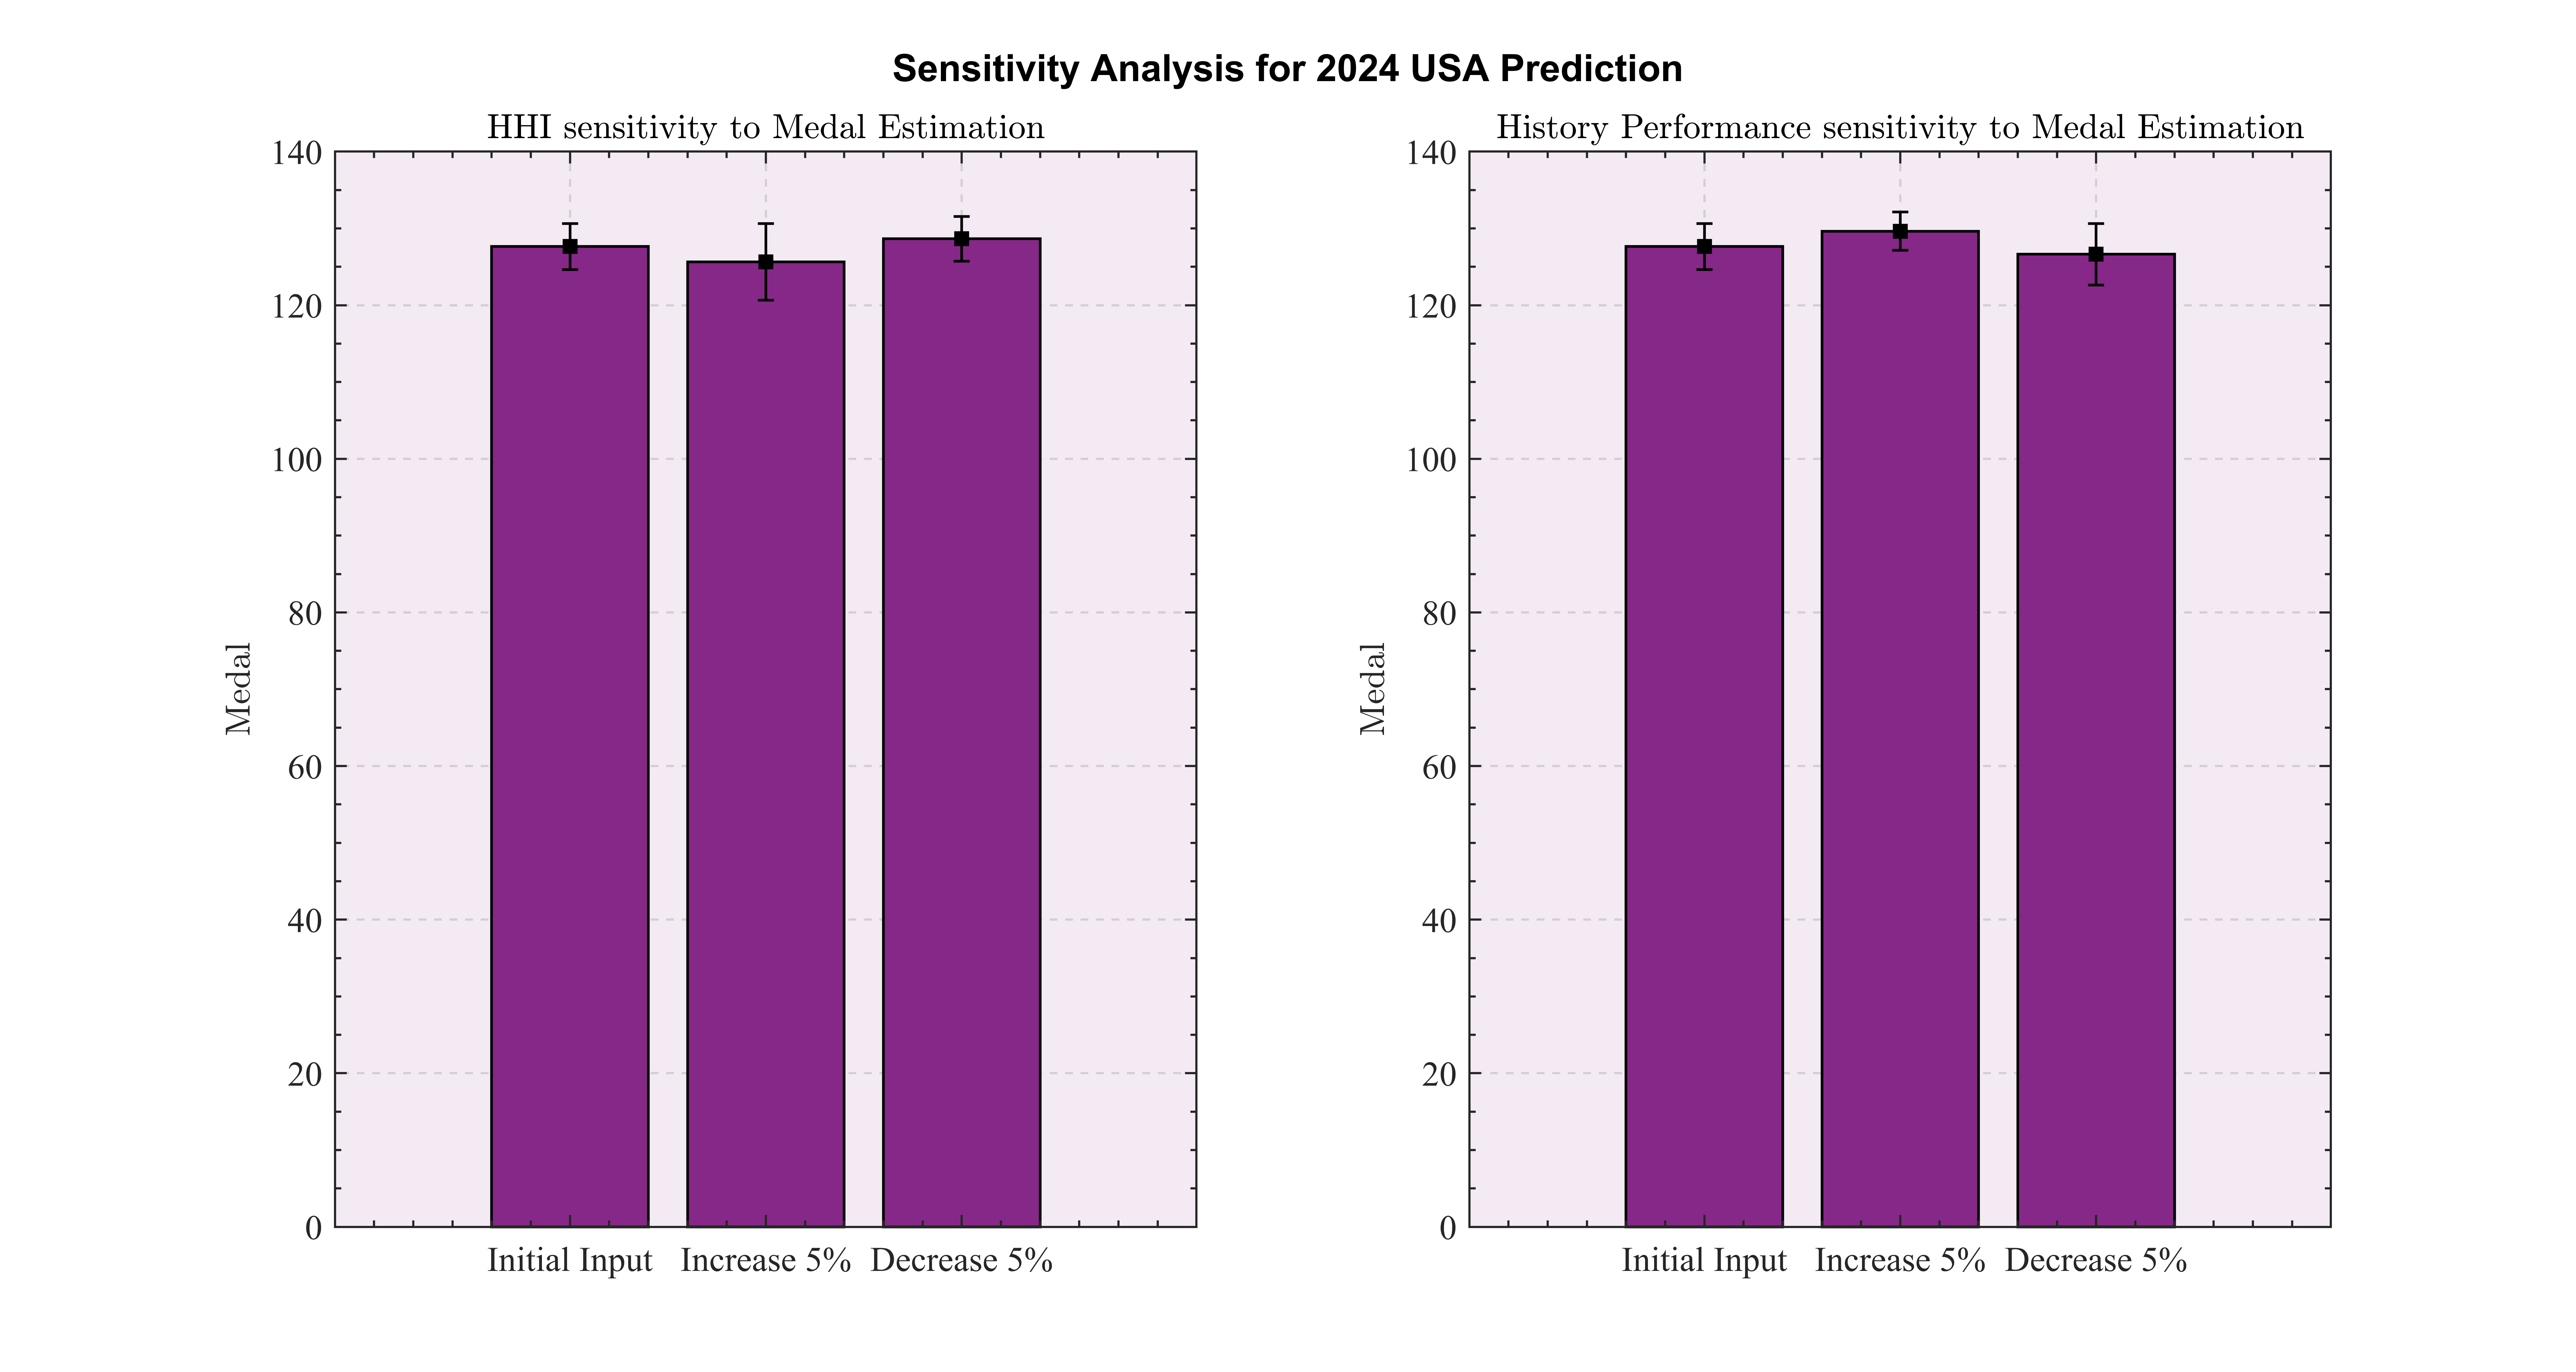 Sensitivity Analysis for 2024 USA Prediction
HHI sensitivity to Medal Estimation
140
120
100
80
60
40
20
0
Medal
Initial Input Increase 5% Decrease 5%
History Performance sensitivity to Medal Estimation
140
120
100
80
60
40
20
0
Medal
Initial Input Increase 5% Decrease 5%